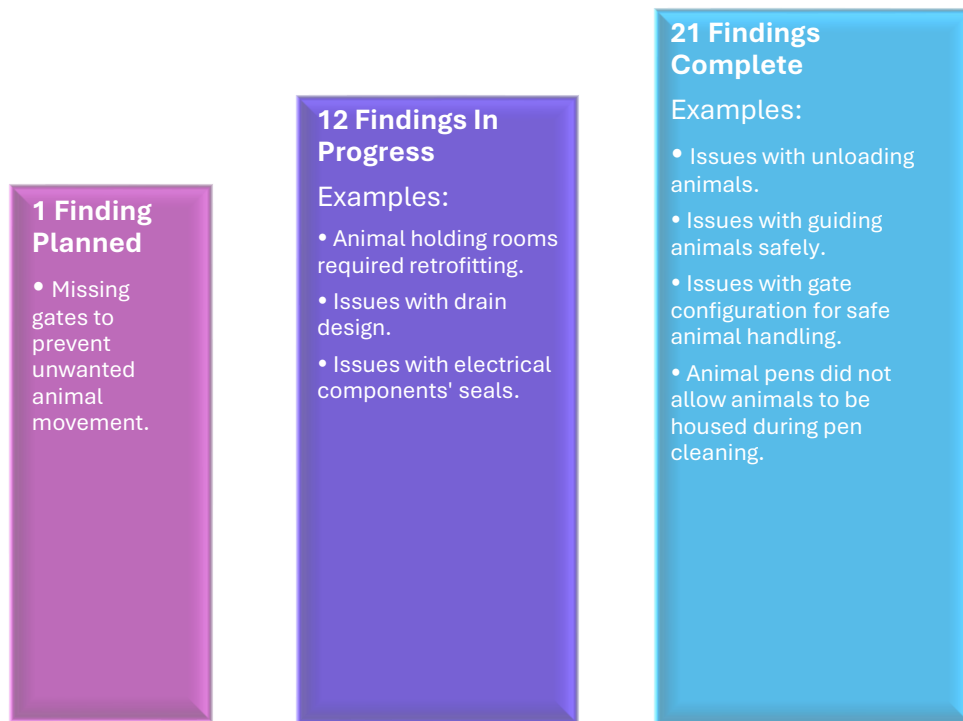 1 Finding
Planned
• Missing
gates to
prevent
unwanted
animal
movement.
12 Findings In
Progress
Examples:
• Animal holding rooms
required retrofitting.
• Issues with drain
design.
• Issues with electrical
components' seals.
21 Findings
Complete
Examples:
• Issues with unloading
animals.
• Issues with guiding
animals safely.
• Issues with gate
configuration for safe
animal handling.
• Animal pens did not
allow animals to be
housed during pen
cleaning.